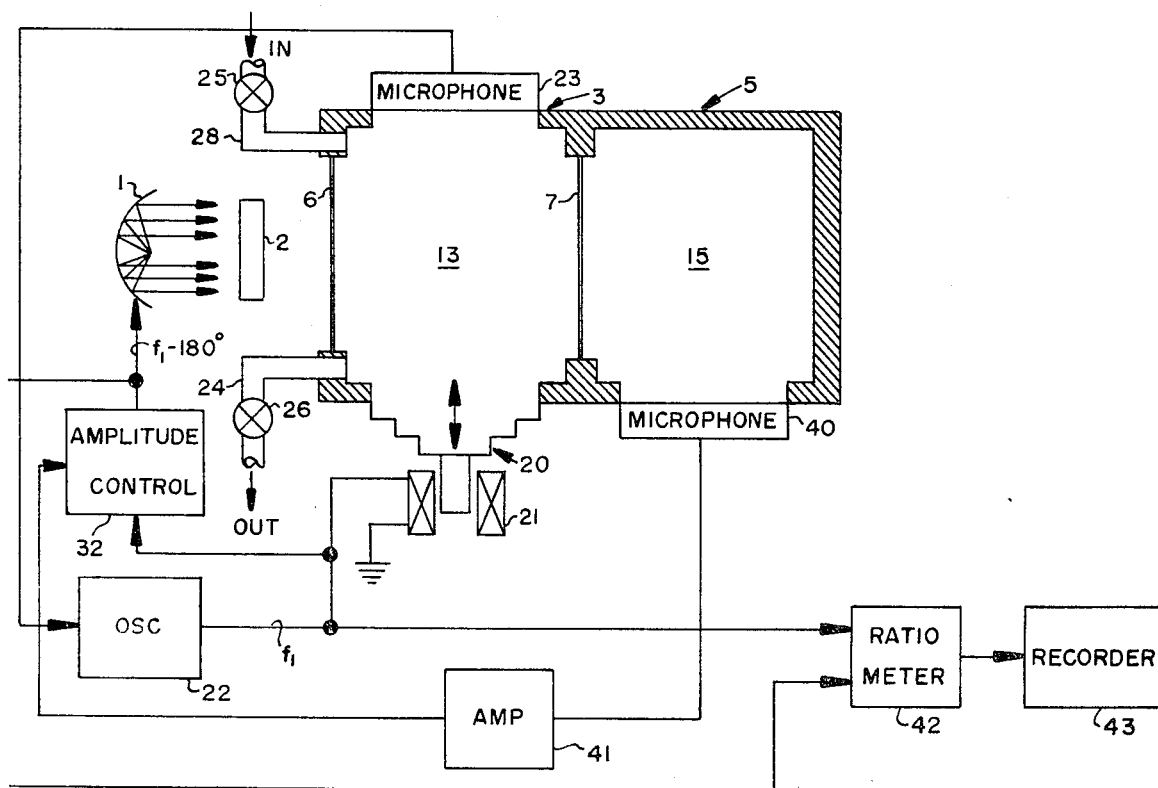 IN
25
MICROPHONE
23
3
5
28
1
6
7
2
13
15
f₁-180°
24
26
MICROPHONE
40
AMPLITUDE
CONTROL
20
21
OUT
32
OSC
f₁
22
RATIO
METER
RECORDER
AMP
42
43
41